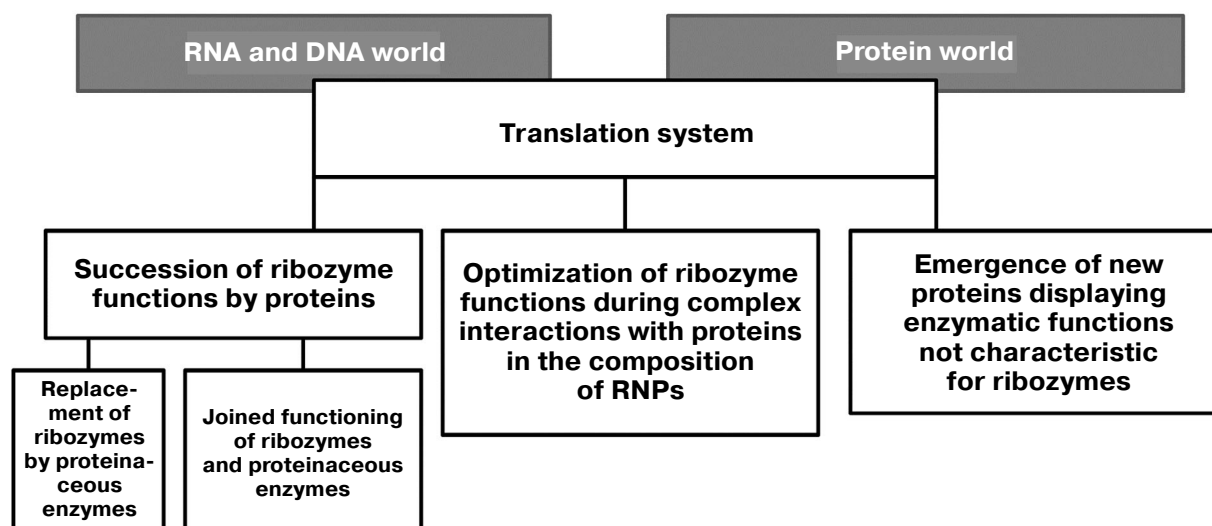 RNA and DNA world
Protein world
Translation system
Succession of ribozyme
functions by proteins
Optimization of ribozyme
functions during complex
interactions with proteins
in the composition
of RNPs
Emergence of new
proteins displaying
enzymatic functions
not characteristic
for ribozymes
Replace-
ment of
ribozymes
by proteina-
ceous
enzymes
Joined functioning
of ribozymes
and proteinaceous
enzymes